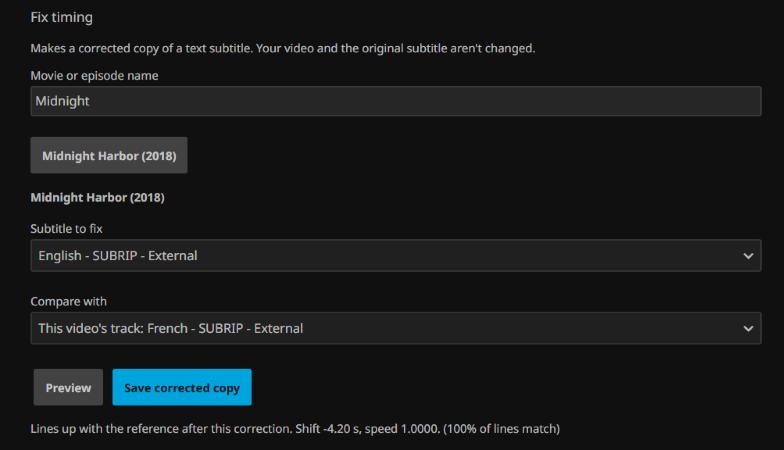 Fix timing
Makes a corrected copy of a text subtitle. Your video and the original subtitle aren't changed.
Movie or episode name
Midnight
Midnight Harbor (2018)
Midnight Harbor (2018)
Subtitle to fix
English - SUBRIP - External
Compare with
This video's track: French - SUBRIP - External
Preview
Save corrected copy
Lines up with the reference after this correction. Shift -4.20 s, speed 1.0000. (100% of lines match)